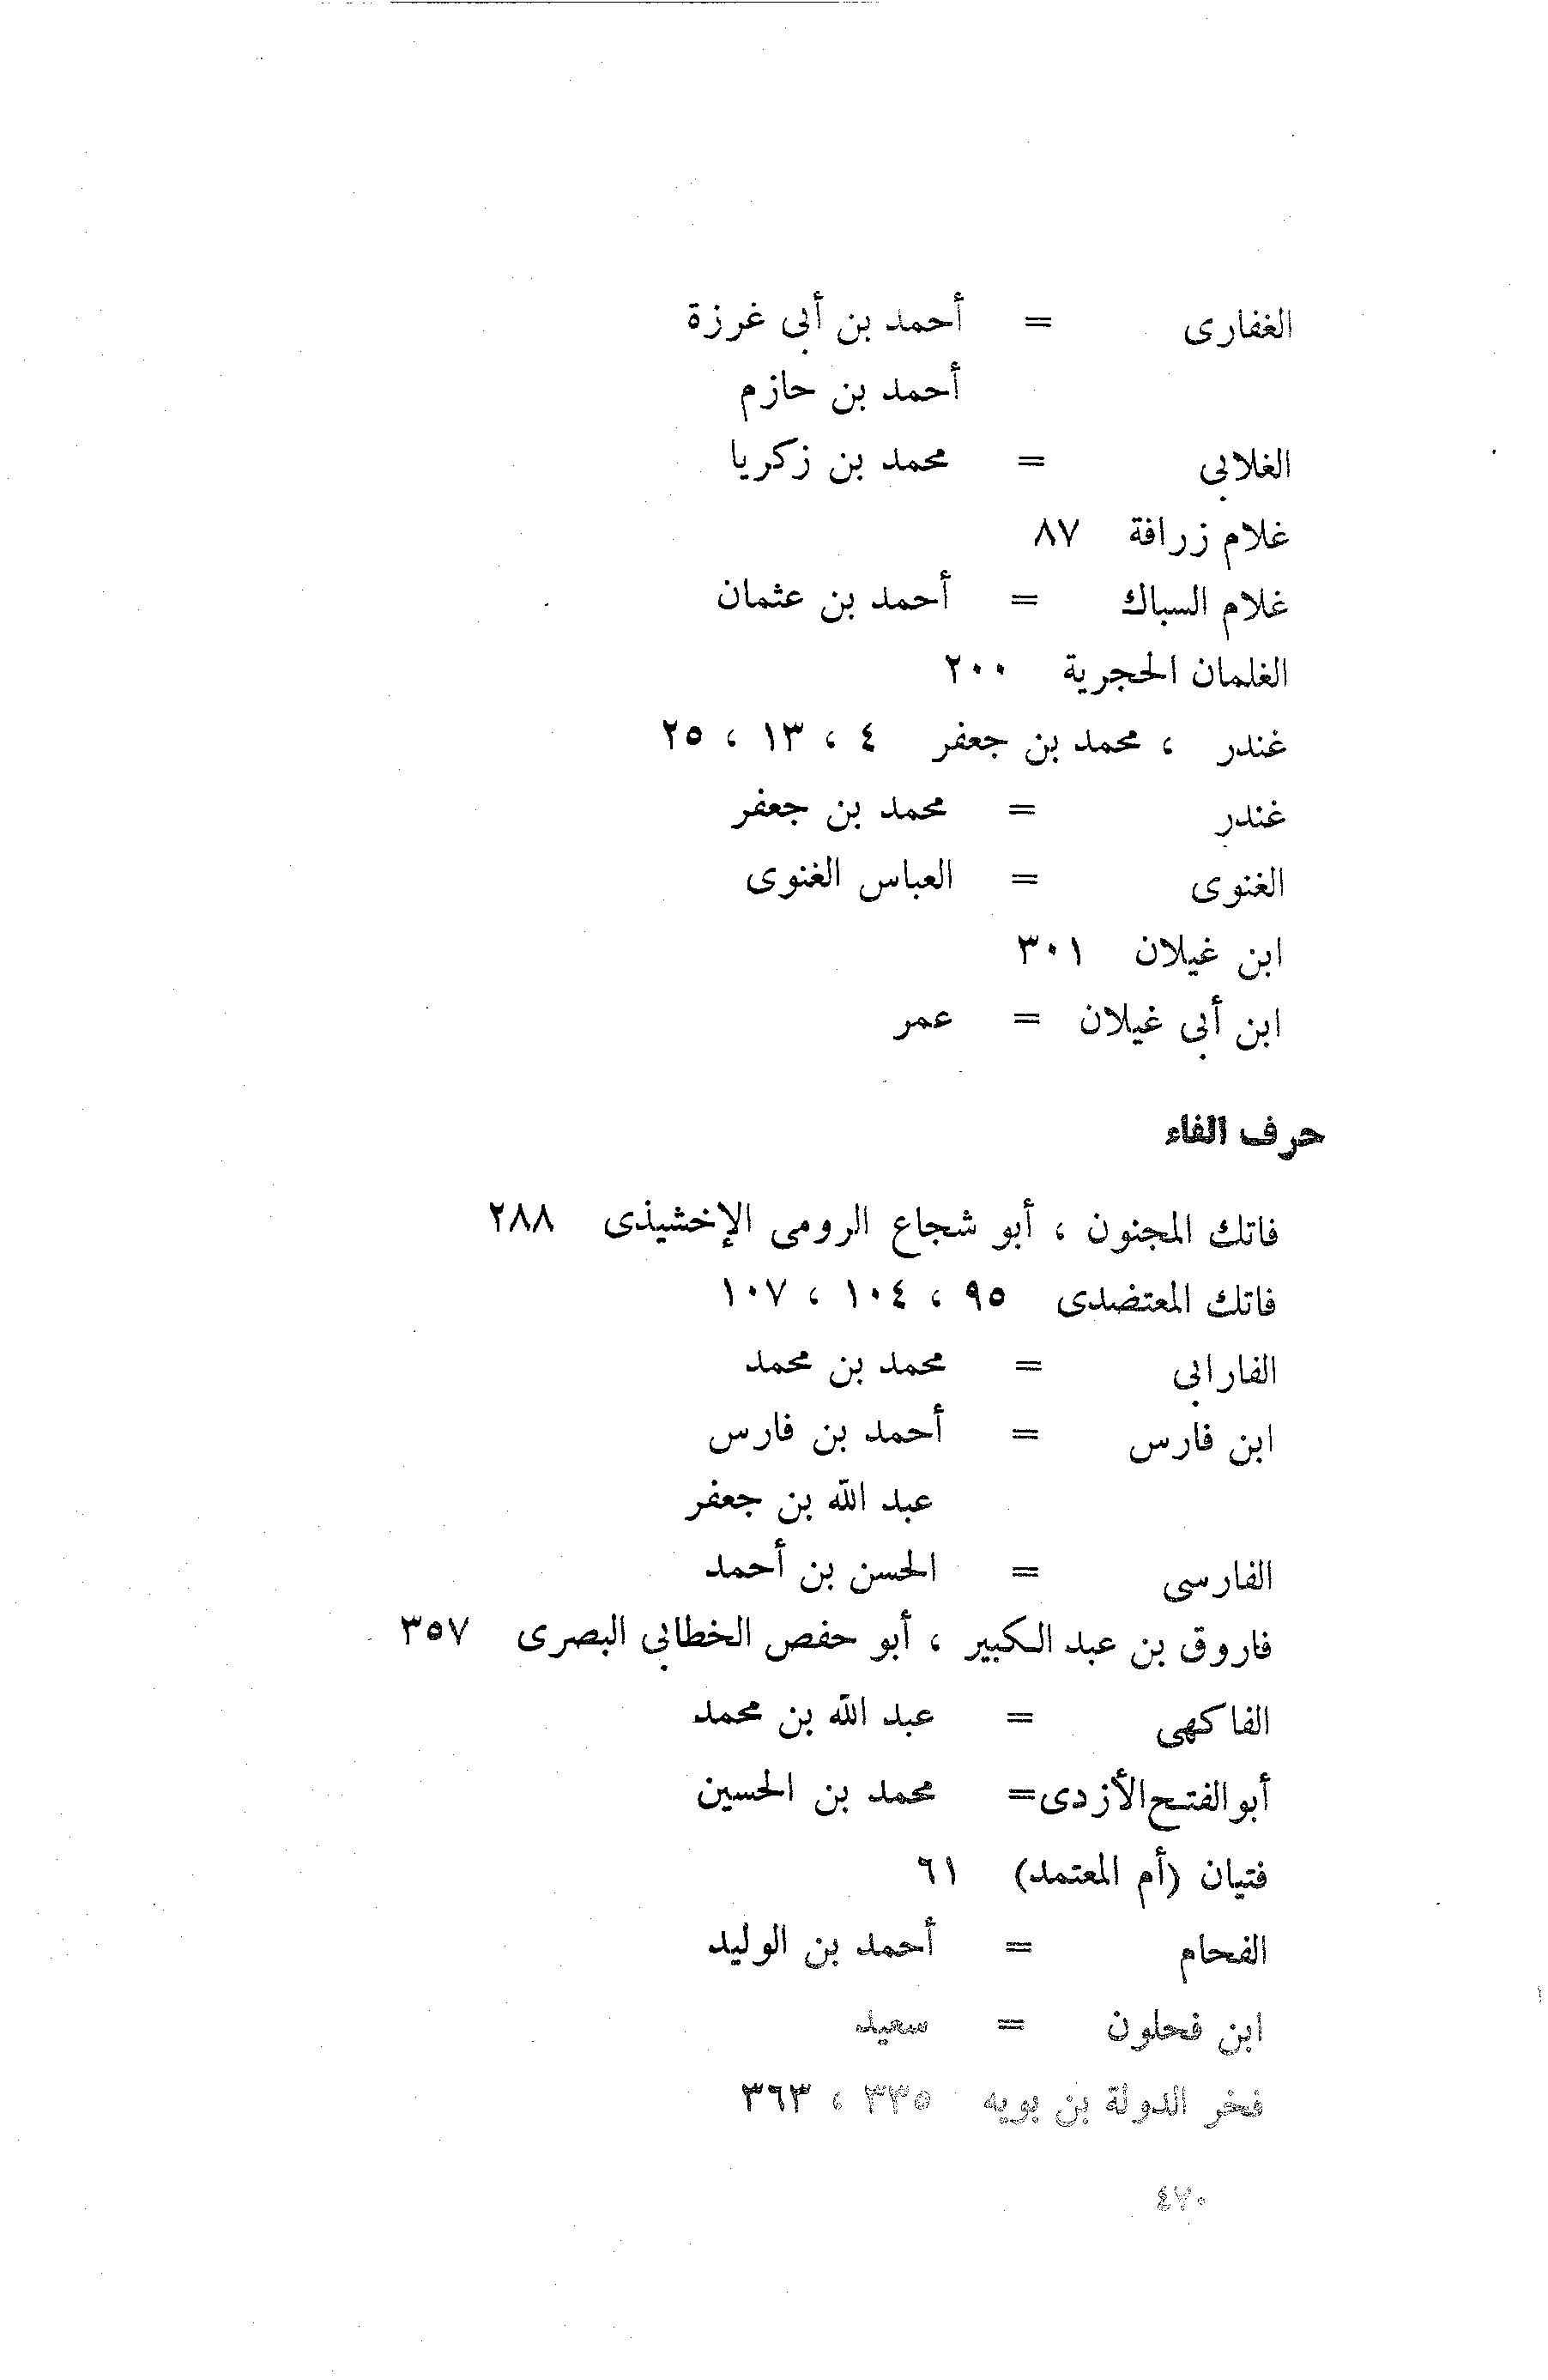 الغفارى = أحمد بن أبى غرزة
أحمد بن حازم
الغلابى = محمد بن زكريا
غلام زرافة ٨٧
غلام السباك = أحمد بن عثمان
الغلمان الحجرية ٢٠٠
غندر ، محمد بن جعفر ٤ ، ١٣ ، ٢٥
غندر = محمد بن جعفر
الغنوى = العباس الغنوى
ابن غيلان ٣٠١
ابن أبى غيلان = عمر
حرف الفاء
فاتك المجنون ، أبو شجاع الرومى الإخشيذى ٢٨٨
فاتك المعتضدى ٩٥ ، ١٠٤ ، ١٠٧
الفارابى = محمد بن محمد
ابن فارس = أحمد بن فارس
عبد الله بن جعفر
الفارسى = الحسن بن أحمد
فاروق بن عبد الكبير ، أبو حفص الخطابى البصرى ٣٥٧
الفاكهى = عبد الله بن محمد
أبو الفتح الأزدى = محمد بن الحسين
فتيان (أم المعتمد) ٦١
الفحام = أحمد بن الوليد
ابن فحلون = سعيد
فخر الدولة بن بويه ٣٣٥ ، ٣٦٣
٤٧٠